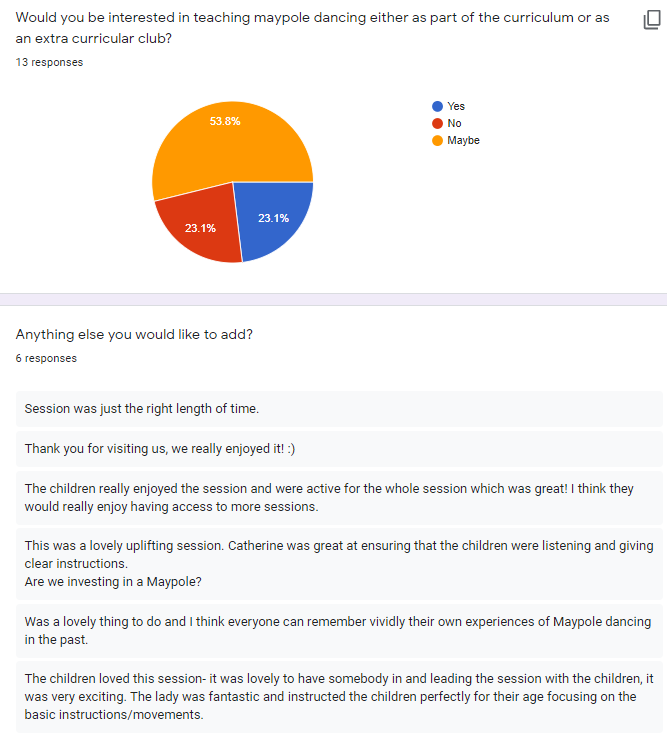 Would you be interested in teaching maypole dancing either as part of the curriculum or as
an extra curricular club?
13 responses
53.8%
23.1%
23.1%
Yes
No
Maybe
Anything else you would like to add?
6 responses
Session was just the right length of time.
Thank you for visiting us, we really enjoyed it! :)
The children really enjoyed the session and were active for the whole session which was great! I think they
would really enjoy having access to more sessions.
This was a lovely uplifting session. Catherine was great at ensuring that the children were listening and giving
clear instructions.
Are we investing in a Maypole?
Was a lovely thing to do and I think everyone can remember vividly their own experiences of Maypole dancing
in the past.
The children loved this session- it was lovely to have somebody in and leading the session with the children, it
was very exciting. The lady was fantastic and instructed the children perfectly for their age focusing on the
basic instructions/movements.